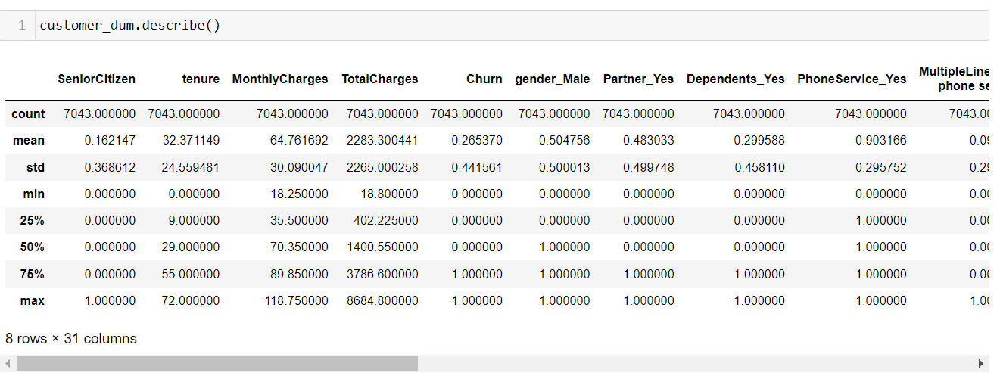 1 customer_dum.describe()
SeniorCitizen tenure MonthlyCharges TotalCharges Churn gender_Male Partner_Yes Dependents_Yes PhoneService_Yes MultipleLine phone se
count 7043.000000 7043.000000 7043.000000 7043.000000 7043.000000 7043.000000 7043.000000 7043.000000 7043.000000 7043.00
mean 0.162147 32.371149 64.761692 2283.300441 0.265370 0.504756 0.483033 0.299588 0.903166 0.09
std 0.368612 24.559481 30.090047 2265.000258 0.441561 0.500013 0.499748 0.458110 0.295752 0.29
min 0.000000 0.000000 18.250000 18.800000 0.000000 0.000000 0.000000 0.000000 0.000000 0.00
25% 0.000000 9.000000 35.500000 402.225000 0.000000 0.000000 0.000000 0.000000 1.000000 0.00
50% 0.000000 29.000000 70.350000 1400.550000 0.000000 1.000000 0.000000 0.000000 1.000000 0.00
75% 0.000000 55.000000 89.850000 3786.600000 1.000000 1.000000 1.000000 1.000000 1.000000 0.00
max 1.000000 72.000000 118.750000 8684.800000 1.000000 1.000000 1.000000 1.000000 1.000000 1.00
8 rows × 31 columns